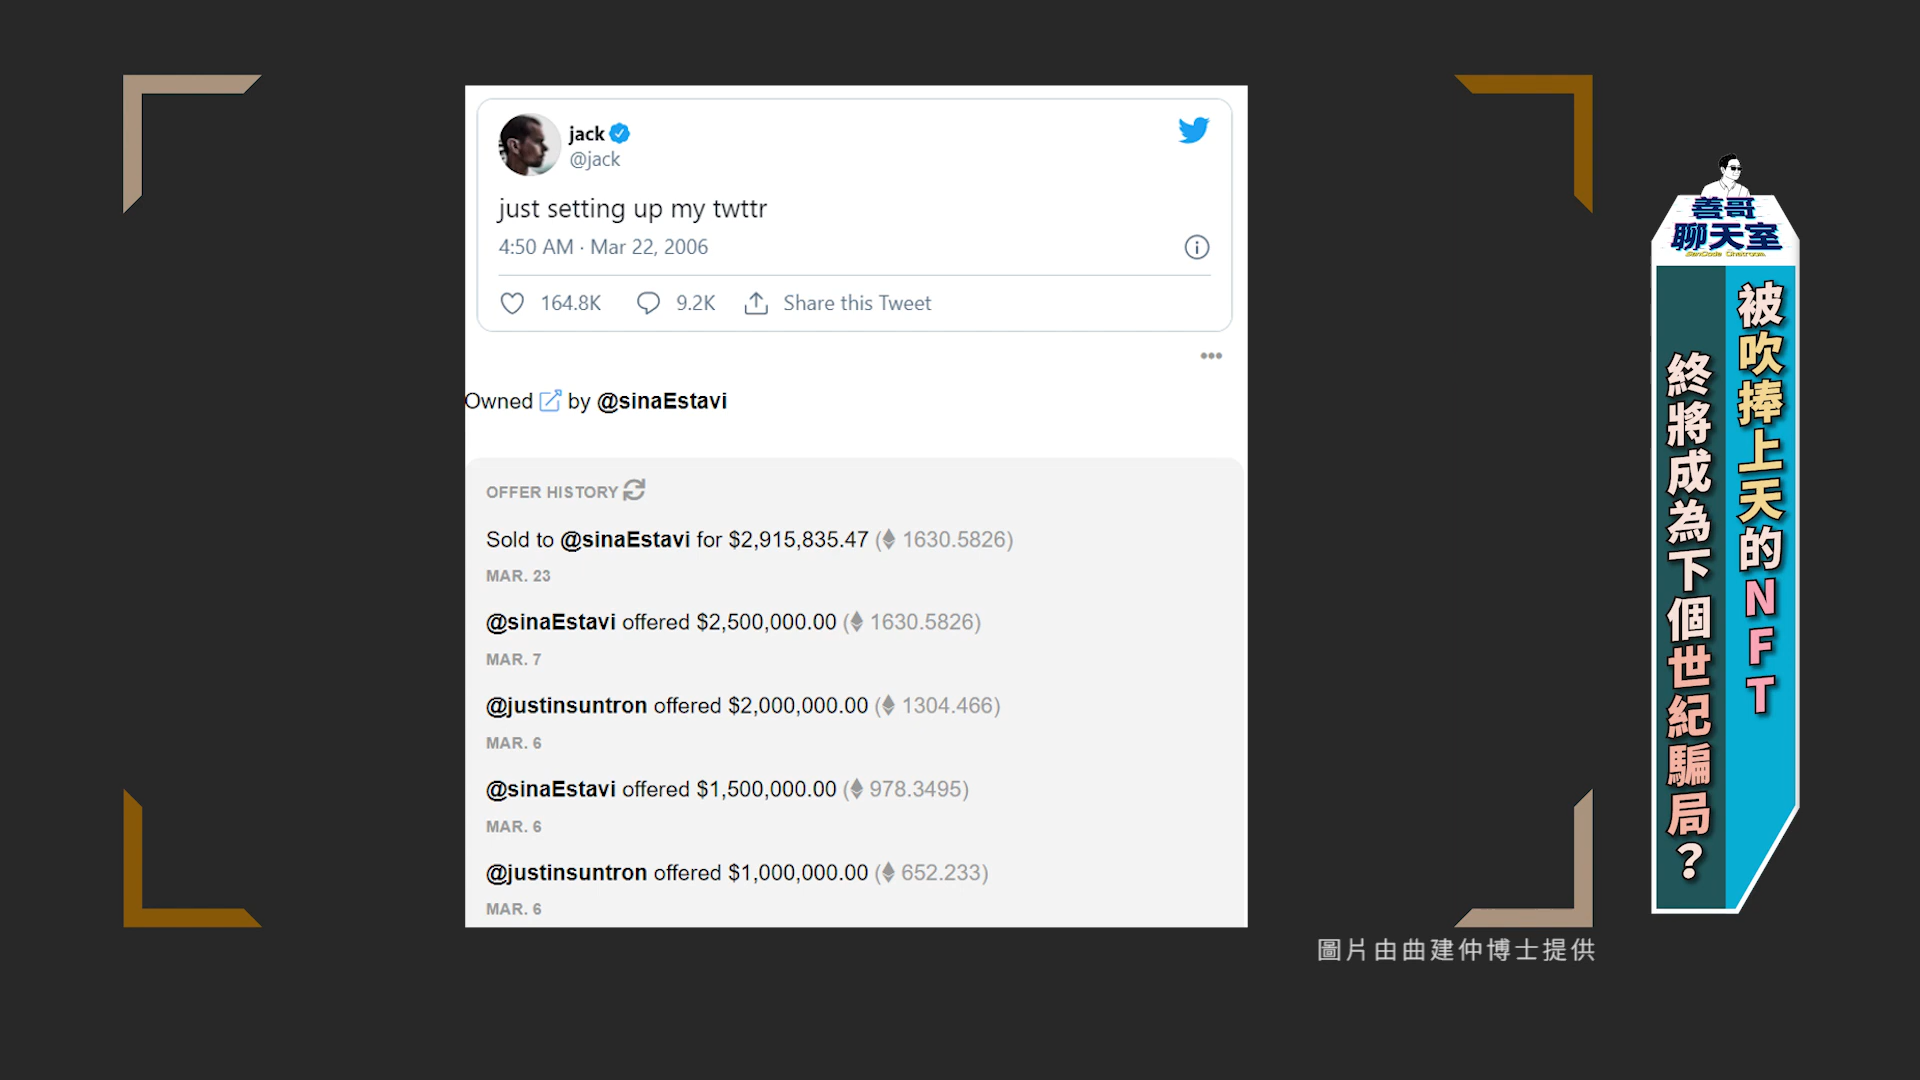 jack
@jack
just setting up my twttr
4:50 AM · Mar 22, 2006
164.8K 9.2K Share this Tweet
Owned by @sinaEstavi
OFFER HISTORY
Sold to @sinaEstavi for $2,915,835.47 (1630.5826)
MAR. 23
@sinaEstavi offered $2,500,000.00 (1630.5826)
MAR. 7
@justinsuntron offered $2,000,000.00 (1304.466)
MAR. 6
@sinaEstavi offered $1,500,000.00 (978.3495)
MAR. 6
@justinsuntron offered $1,000,000.00 (652.233)
MAR. 6
善哥
聊天室
SanCode Chatroom
被吹捧上天的NFT
終將成為下個世紀騙局？
圖片由曲建仲博士提供